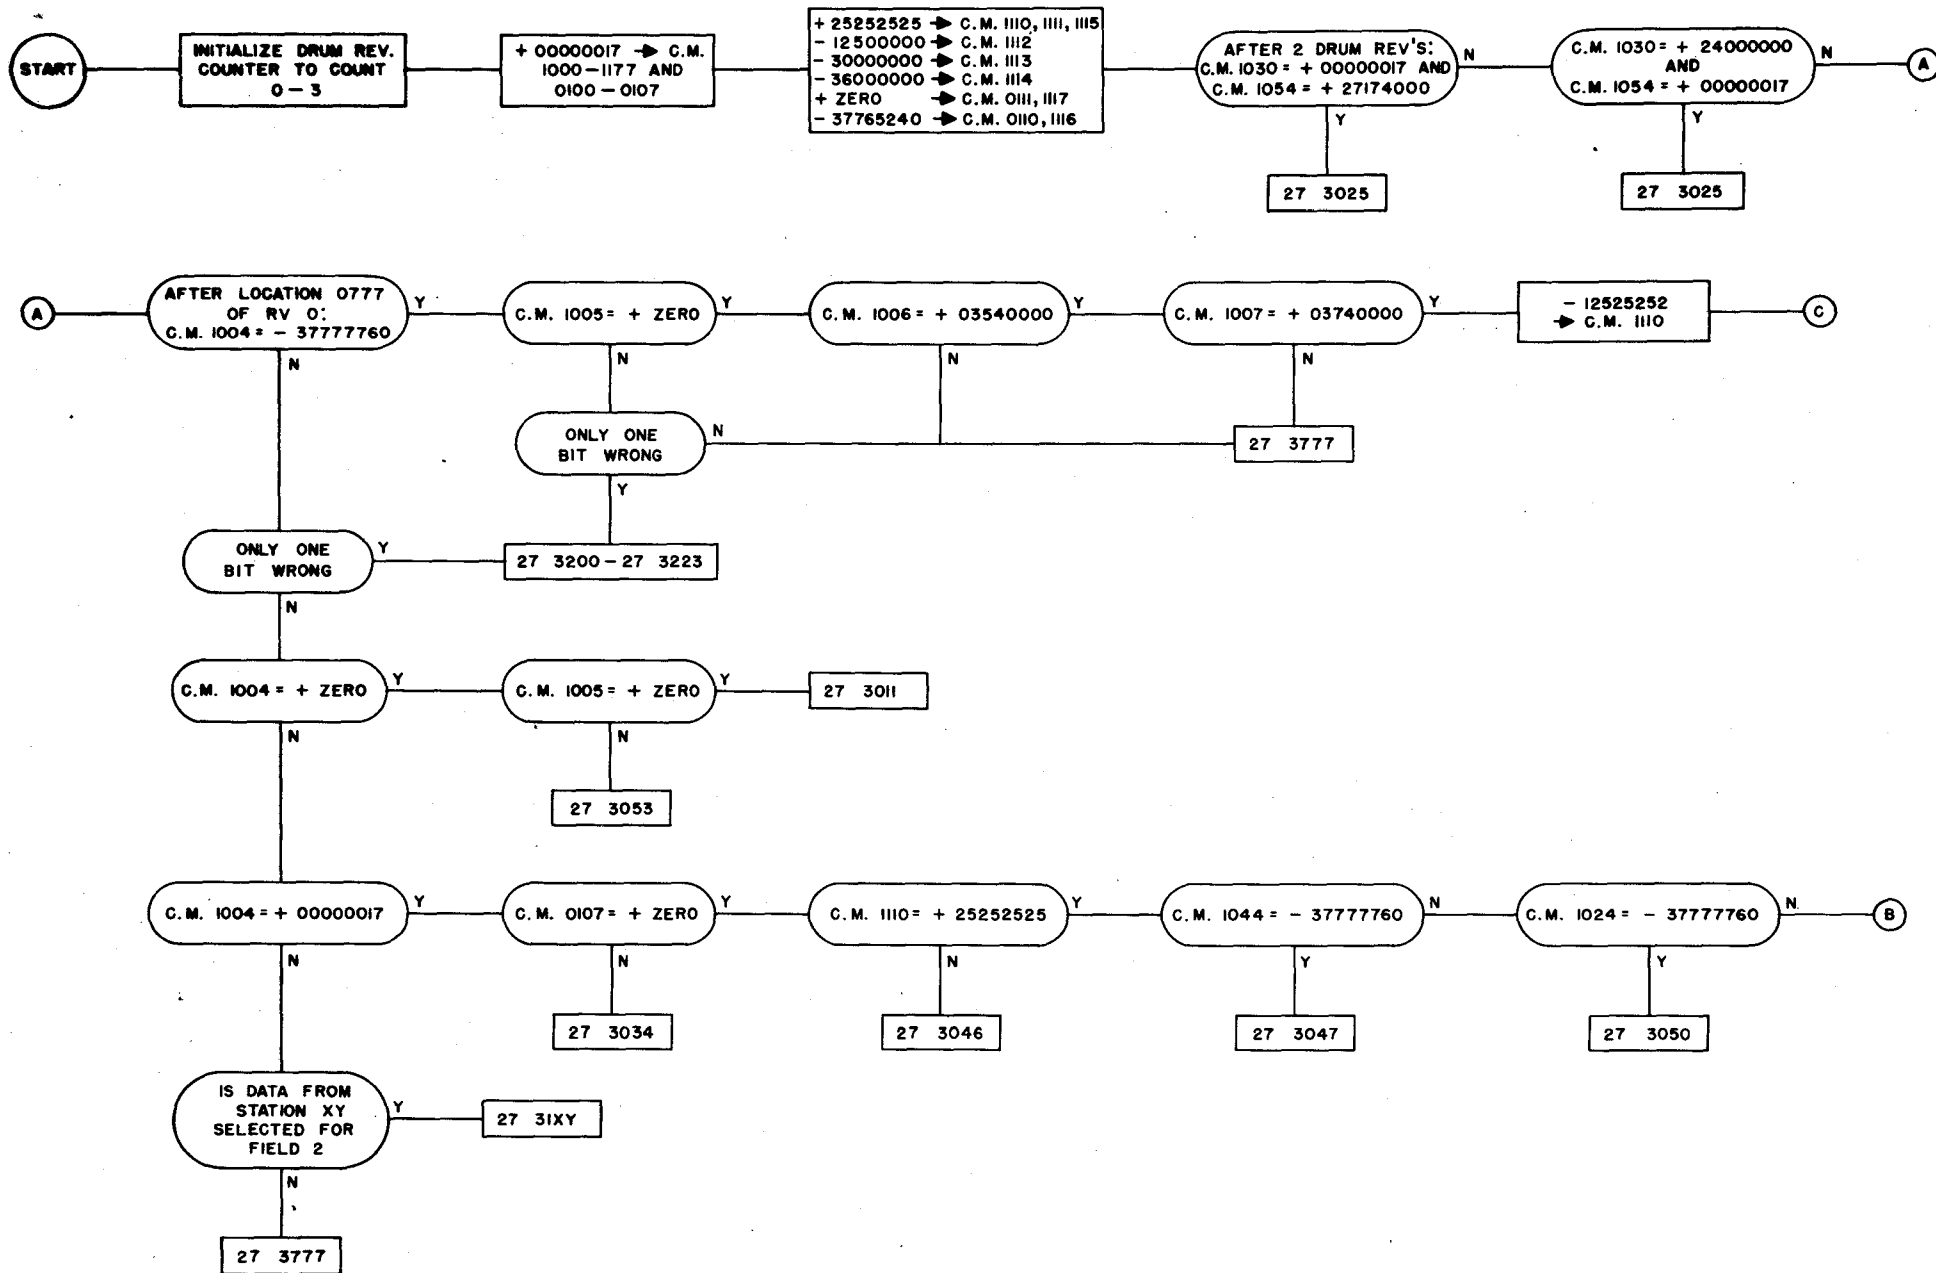 START
INITIALIZE DRUM REV.
COUNTER TO COUNT
0 – 3
+ 00000017 → C.M.
1000–1177 AND
0100–0107
+ 25252525 → C.M. 1110, 1111, 1115
– 12500000 → C.M. 1112
– 30000000 → C.M. 1113
– 36000000 → C.M. 1114
+ ZERO → C.M. 0111, 1117
– 37765240 → C.M. 0110, 1116
AFTER 2 DRUM REV'S:
C.M. 1030 = + 00000017 AND
C.M. 1054 = + 27174000
N
Y
27 3025
C.M. 1030 = + 24000000
AND
C.M. 1054 = + 00000017
N
Y
27 3025
A
A
AFTER LOCATION 0777
OF RV 0:
C.M. 1004 = – 37777760
Y
N
C.M. 1005 = + ZERO
Y
N
C.M. 1006 = + 03540000
Y
N
C.M. 1007 = + 03740000
Y
N
– 12525252
→ C.M. 1110
C
ONLY ONE
BIT WRONG
N
Y
27 3777
ONLY ONE
BIT WRONG
Y
N
27 3200 – 27 3223
C.M. 1004 = + ZERO
Y
N
C.M. 1005 = + ZERO
Y
N
27 3011
27 3053
C.M. 1004 = + 00000017
Y
N
C.M. 0107 = + ZERO
Y
N
C.M. 1110 = + 25252525
Y
N
C.M. 1044 = – 37777760
N
Y
C.M. 1024 = – 37777760
N
Y
B
27 3034
27 3046
27 3047
27 3050
IS DATA FROM
STATION XY
SELECTED FOR
FIELD 2
Y
N
27 31XY
27 3777